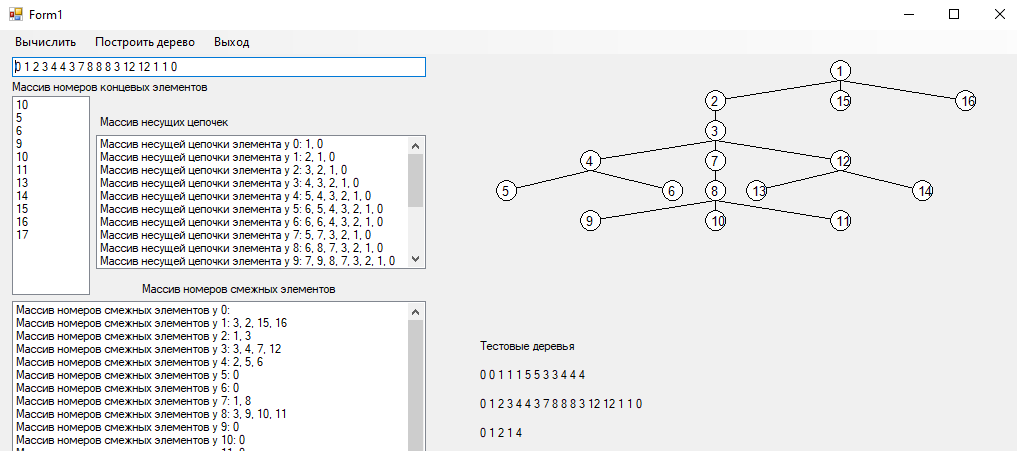 Form1
Вычислить Построить дерево Выход
0 1 2 3 4 4 3 7 8 8 8 3 12 12 1 1 0
Массив номеров концевых элементов
10
5
6
9
10
11
13
14
15
16
17
Массив несущих цепочек
Массив несущей цепочки элемента у 0: 1, 0
Массив несущей цепочки элемента у 1: 2, 1, 0
Массив несущей цепочки элемента у 2: 3, 2, 1, 0
Массив несущей цепочки элемента у 3: 4, 3, 2, 1, 0
Массив несущей цепочки элемента у 4: 5, 4, 3, 2, 1, 0
Массив несущей цепочки элемента у 5: 6, 5, 4, 3, 2, 1, 0
Массив несущей цепочки элемента у 6: 6, 6, 4, 3, 2, 1, 0
Массив несущей цепочки элемента у 7: 5, 7, 3, 2, 1, 0
Массив несущей цепочки элемента у 8: 6, 8, 7, 3, 2, 1, 0
Массив несущей цепочки элемента у 9: 7, 9, 8, 7, 3, 2, 1, 0
Массив номеров смежных элементов
Массив номеров смежных элементов у 0:
Массив номеров смежных элементов у 1: 3, 2, 15, 16
Массив номеров смежных элементов у 2: 1, 3
Массив номеров смежных элементов у 3: 3, 4, 7, 12
Массив номеров смежных элементов у 4: 2, 5, 6
Массив номеров смежных элементов у 5: 0
Массив номеров смежных элементов у 6: 0
Массив номеров смежных элементов у 7: 1, 8
Массив номеров смежных элементов у 8: 3, 9, 10, 11
Массив номеров смежных элементов у 9: 0
Массив номеров смежных элементов у 10: 0
1
2 15 16
3
4 7 12
5 6 8 13 14
9 10 11
Тестовые деревья
0 0 1 1 1 5 5 3 3 4 4 4
0 1 2 3 4 4 3 7 8 8 8 3 12 12 1 1 0
0 1 2 1 4